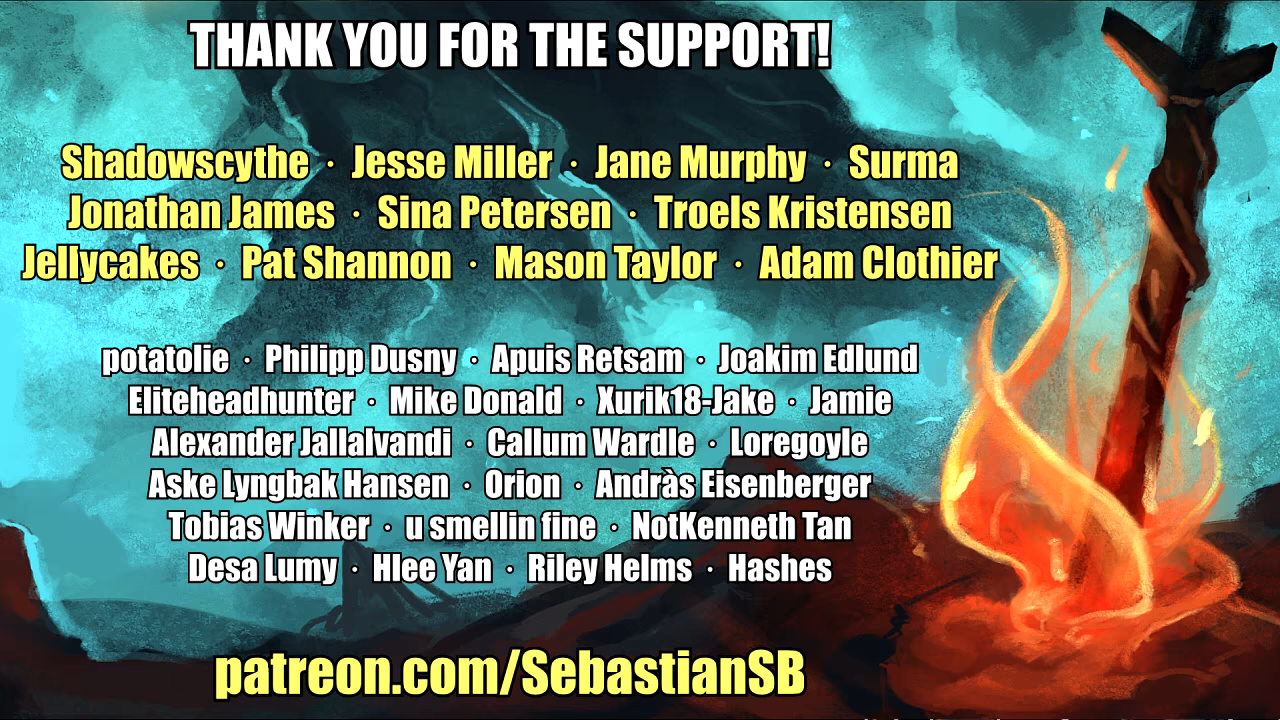 THANK YOU FOR THE SUPPORT!
Shadowscythe · Jesse Miller · Jane Murphy · Surma
Jonathan James · Sina Petersen · Troels Kristensen
Jellycakes · Pat Shannon · Mason Taylor · Adam Clothier
potatolie · Philipp Dusny · Apuis Retsam · Joakim Edlund
Eliteheadhunter · Mike Donald · Xurik18-Jake · Jamie
Alexander Jallalvandi · Callum Wardle · Loregoyle
Aske Lyngbak Hansen · Orion · Andràs Eisenberger
Tobias Winker · u smellin fine · NotKenneth Tan
Desa Lumy · Hlee Yan · Riley Helms · Hashes
patreon.com/SebastianSB